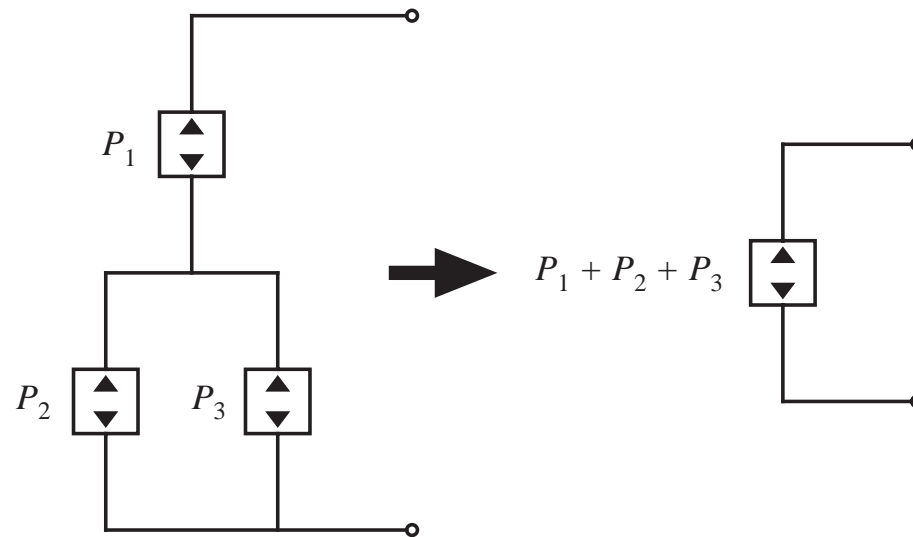 P₁
P₁ + P₂ + P₃
P₂
P₃